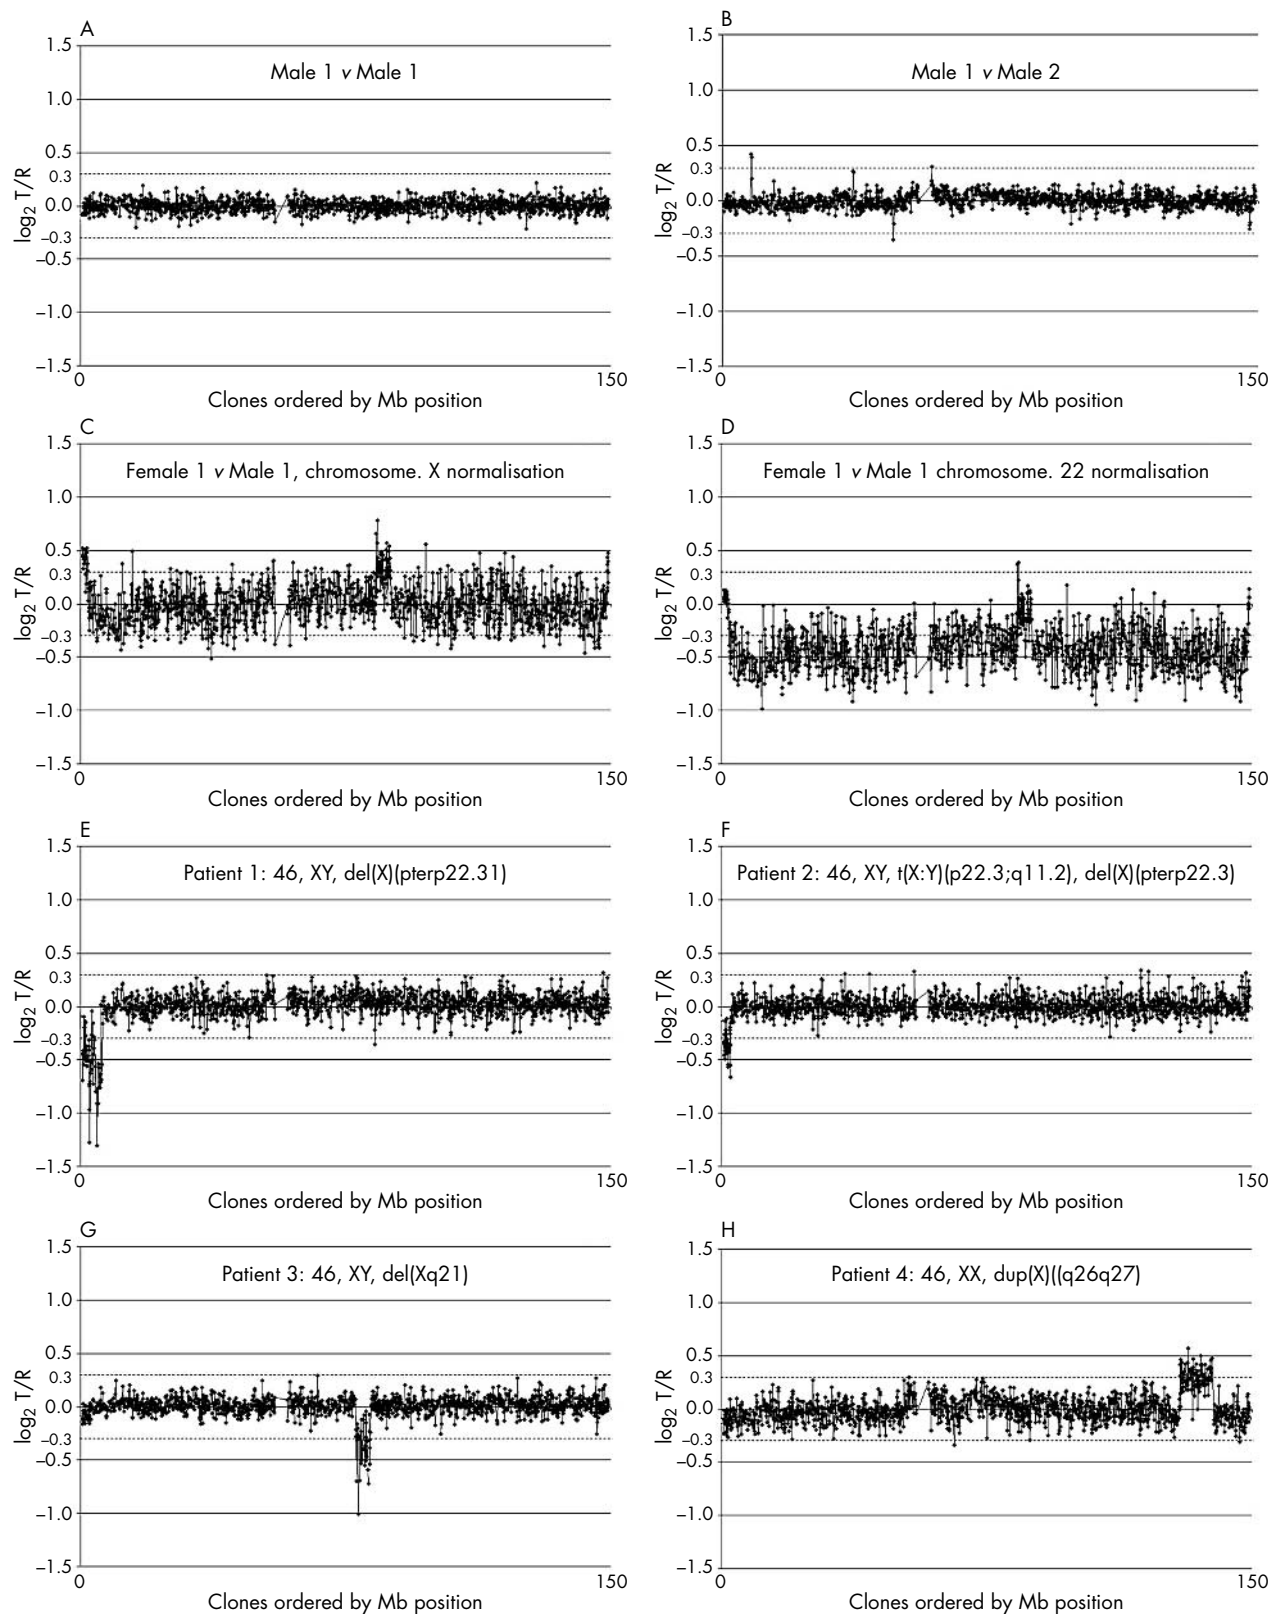 A
1.5
1.0
0.5
0.3
0.0
–0.3
–0.5
–1.0
–1.5
log2 T/R
Male 1 v Male 1
0
150
Clones ordered by Mb position
B
1.5
1.0
0.5
0.3
0.0
–0.3
–0.5
–1.0
–1.5
log2 T/R
Male 1 v Male 2
0
150
Clones ordered by Mb position
C
1.5
1.0
0.5
0.3
0.0
–0.3
–0.5
–1.0
–1.5
log2 T/R
Female 1 v Male 1, chromosome. X normalisation
0
150
Clones ordered by Mb position
D
1.5
1.0
0.5
0.3
0.0
–0.3
–0.5
–1.0
–1.5
log2 T/R
Female 1 v Male 1 chromosome. 22 normalisation
0
150
Clones ordered by Mb position
E
1.5
1.0
0.5
0.3
0.0
–0.3
–0.5
–1.0
–1.5
log2 T/R
Patient 1: 46, XY, del(X)(pterp22.31)
0
150
Clones ordered by Mb position
F
1.5
1.0
0.5
0.3
0.0
–0.3
–0.5
–1.0
–1.5
log2 T/R
Patient 2: 46, XY, t(X:Y)(p22.3;q11.2), del(X)(pterp22.3)
0
150
Clones ordered by Mb position
G
1.5
1.0
0.5
0.3
0.0
–0.3
–0.5
–1.0
–1.5
log2 T/R
Patient 3: 46, XY, del(Xq21)
0
150
Clones ordered by Mb position
H
1.5
1.0
0.5
0.3
0.0
–0.3
–0.5
–1.0
–1.5
log2 T/R
Patient 4: 46, XX, dup(X)((q26q27)
0
150
Clones ordered by Mb position